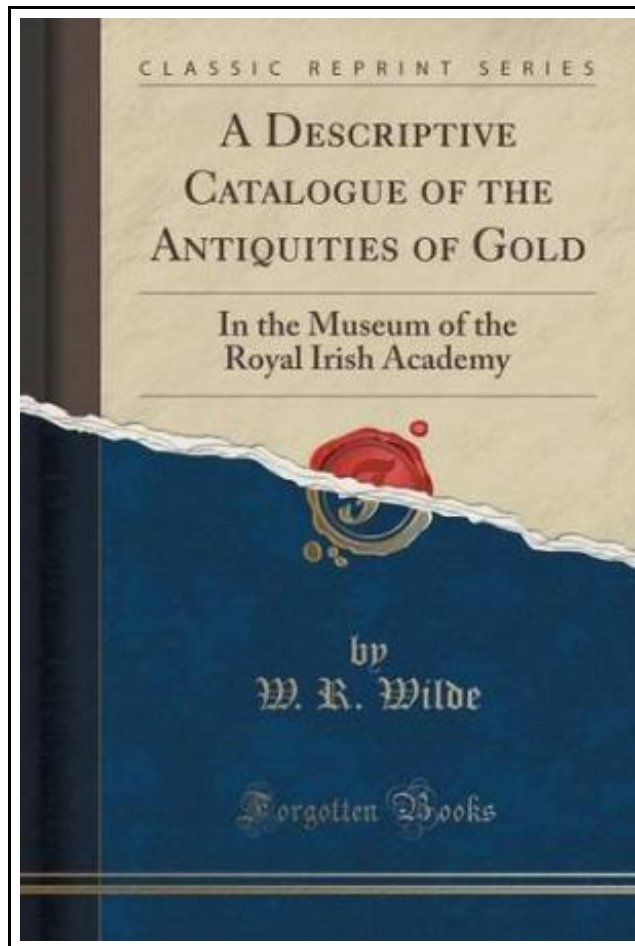 CLASSIC REPRINT SERIES
A DESCRIPTIVE
CATALOGUE OF THE
ANTIQUITIES OF GOLD
In the Museum of the
Royal Irish Academy
F
by
W. R. Wilde
Forgotten Books